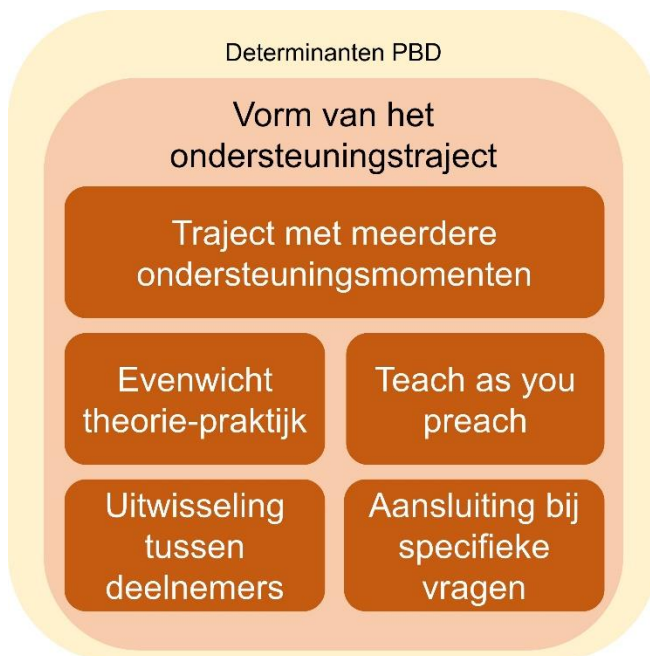 Determinanten PBD
Vorm van het
ondersteuningstraject
Traject met meerdere
ondersteuningsmomenten
Evenwicht
theorie-praktijk
Teach as you
preach
Uitwisseling
tussen
deelnemers
Aansluiting bij
specifieke
vragen